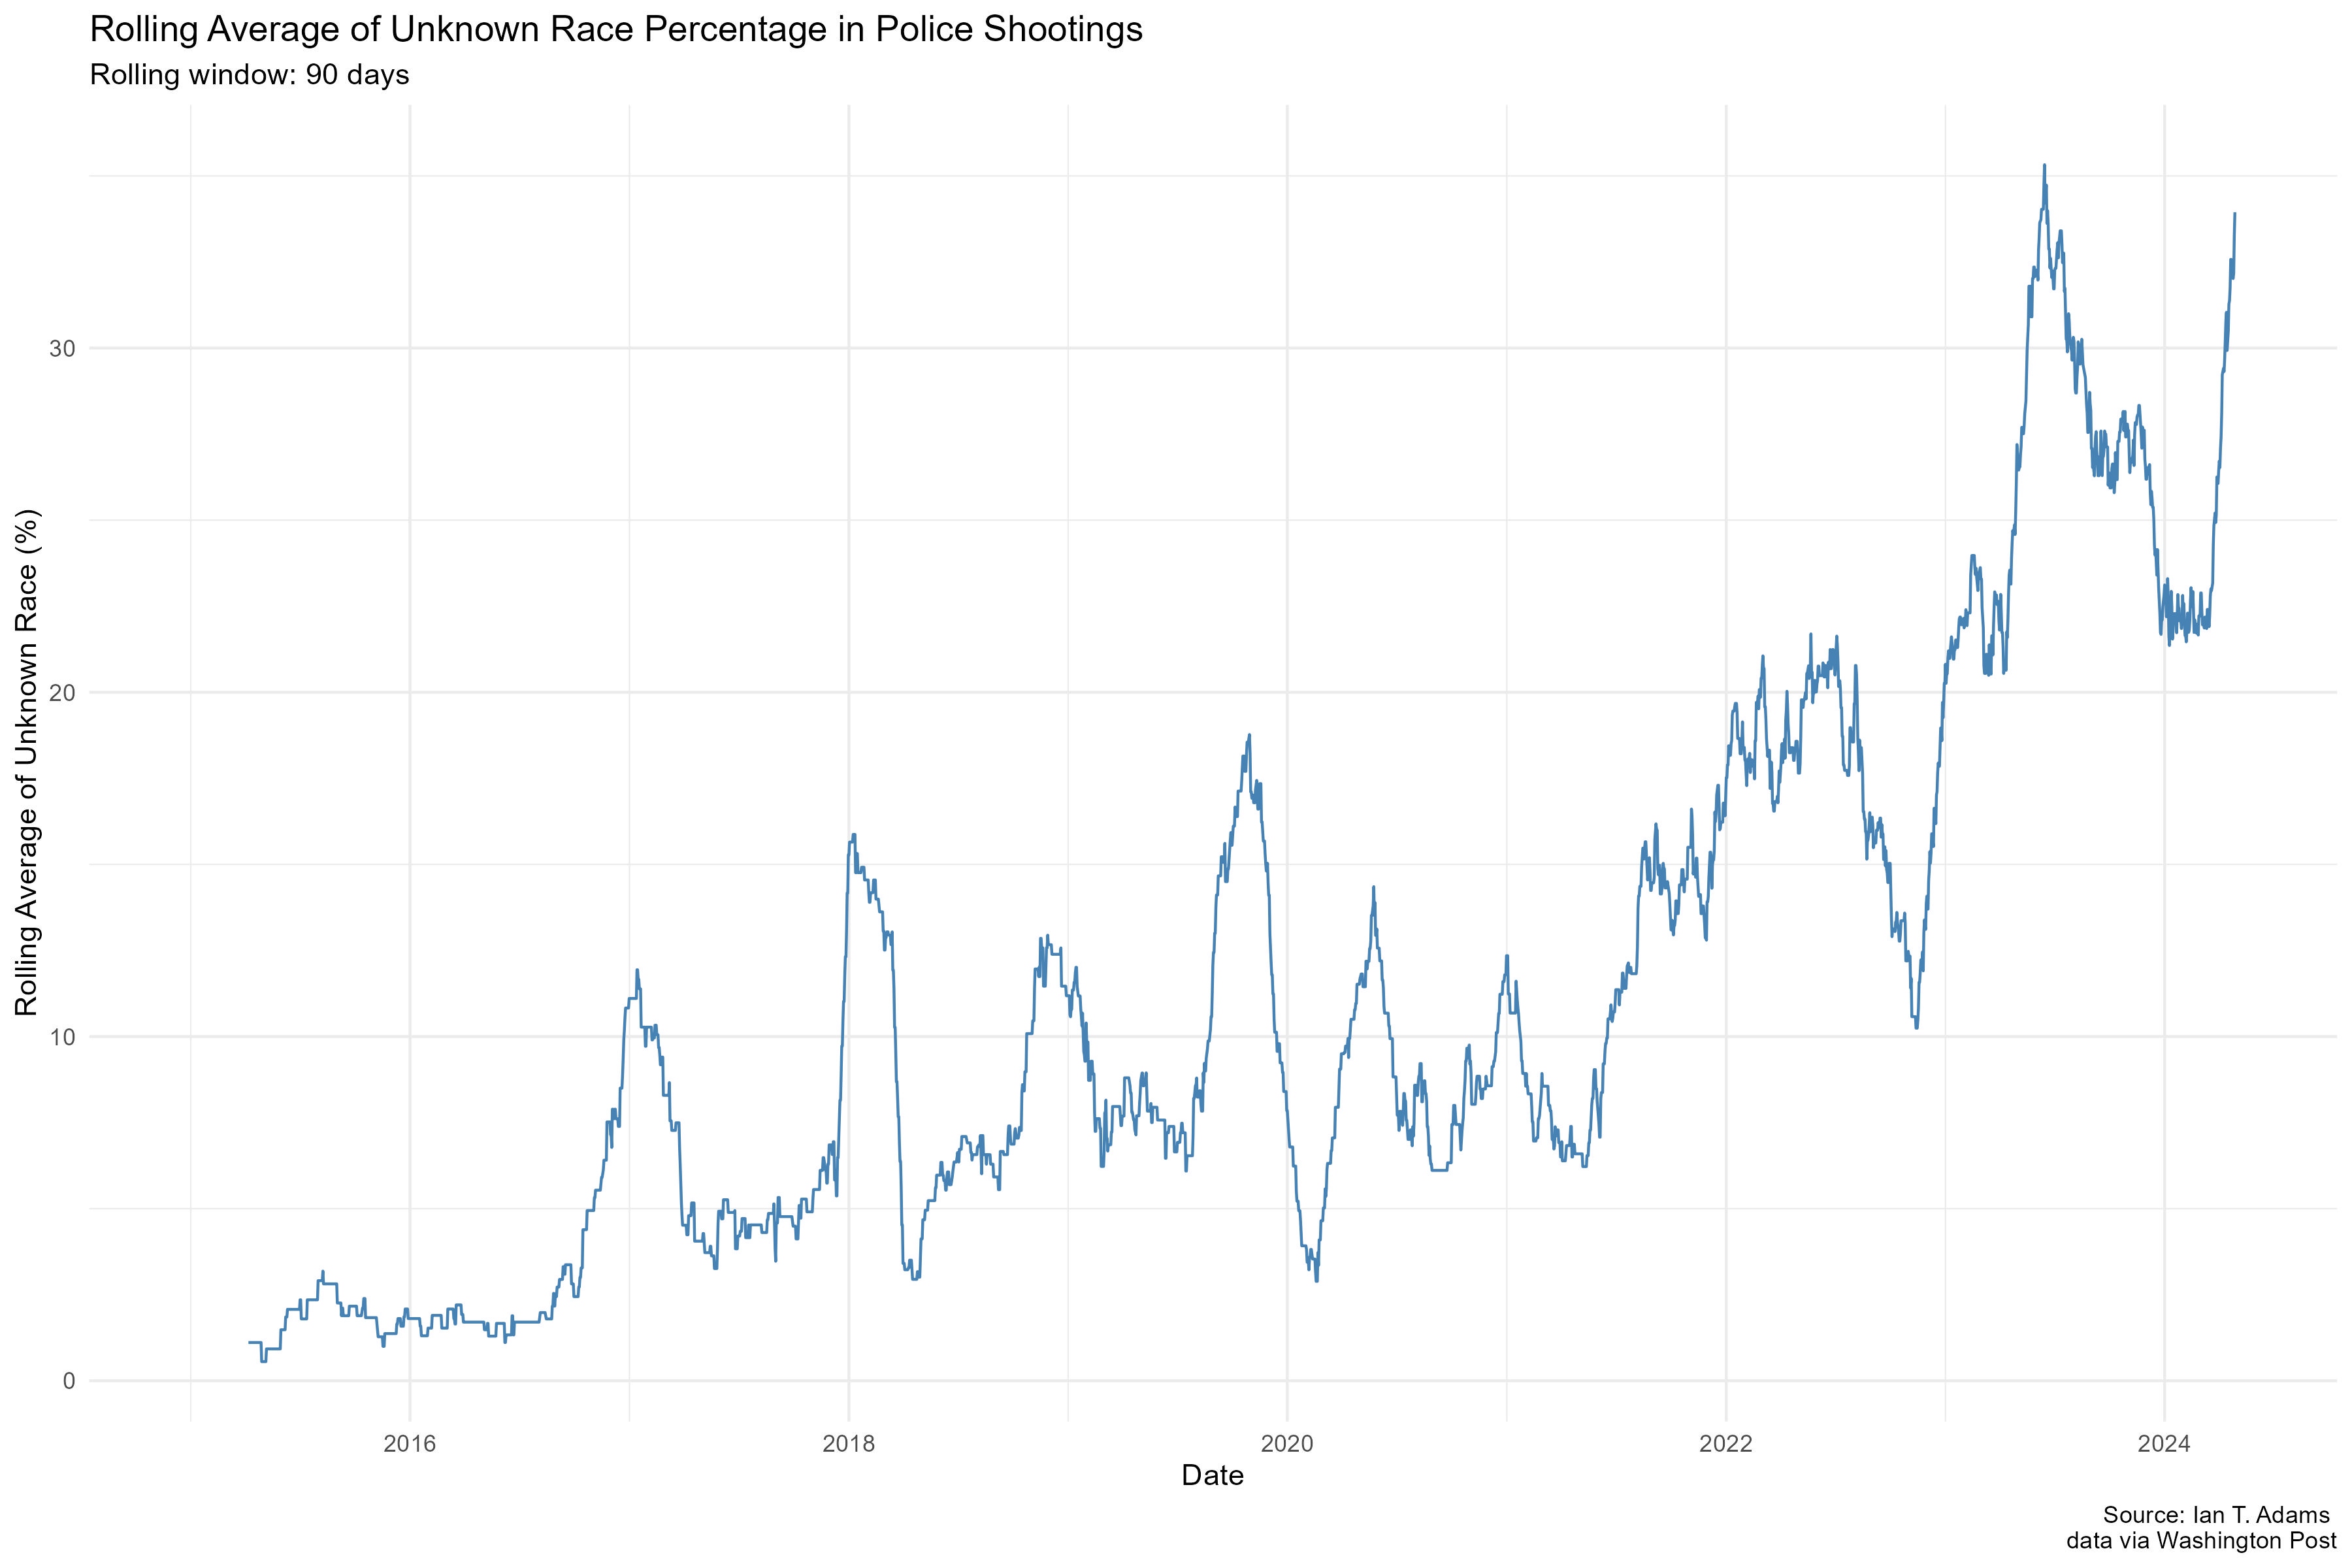 Rolling Average of Unknown Race Percentage in Police Shootings
Rolling window: 90 days
Rolling Average of Unknown Race (%)
30
20
10
0
2016
2018
2020
2022
2024
Date
Source: Ian T. Adams
data via Washington Post